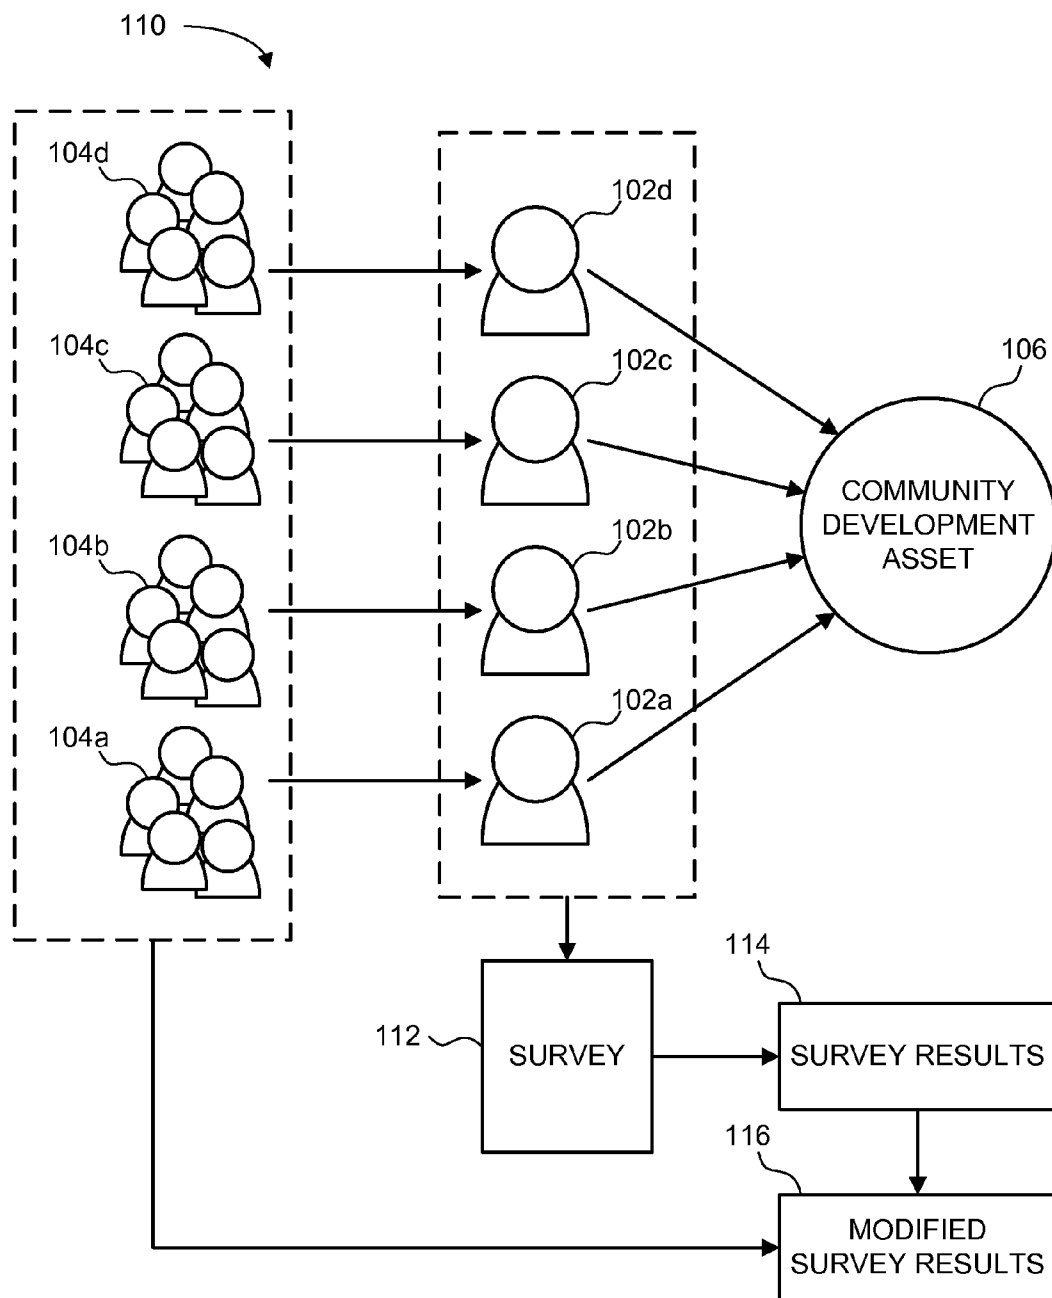 110
104d
102d
104c
102c
106
COMMUNITY
DEVELOPMENT
ASSET
104b
102b
104a
102a
114
112
SURVEY
SURVEY RESULTS
116
MODIFIED
SURVEY RESULTS